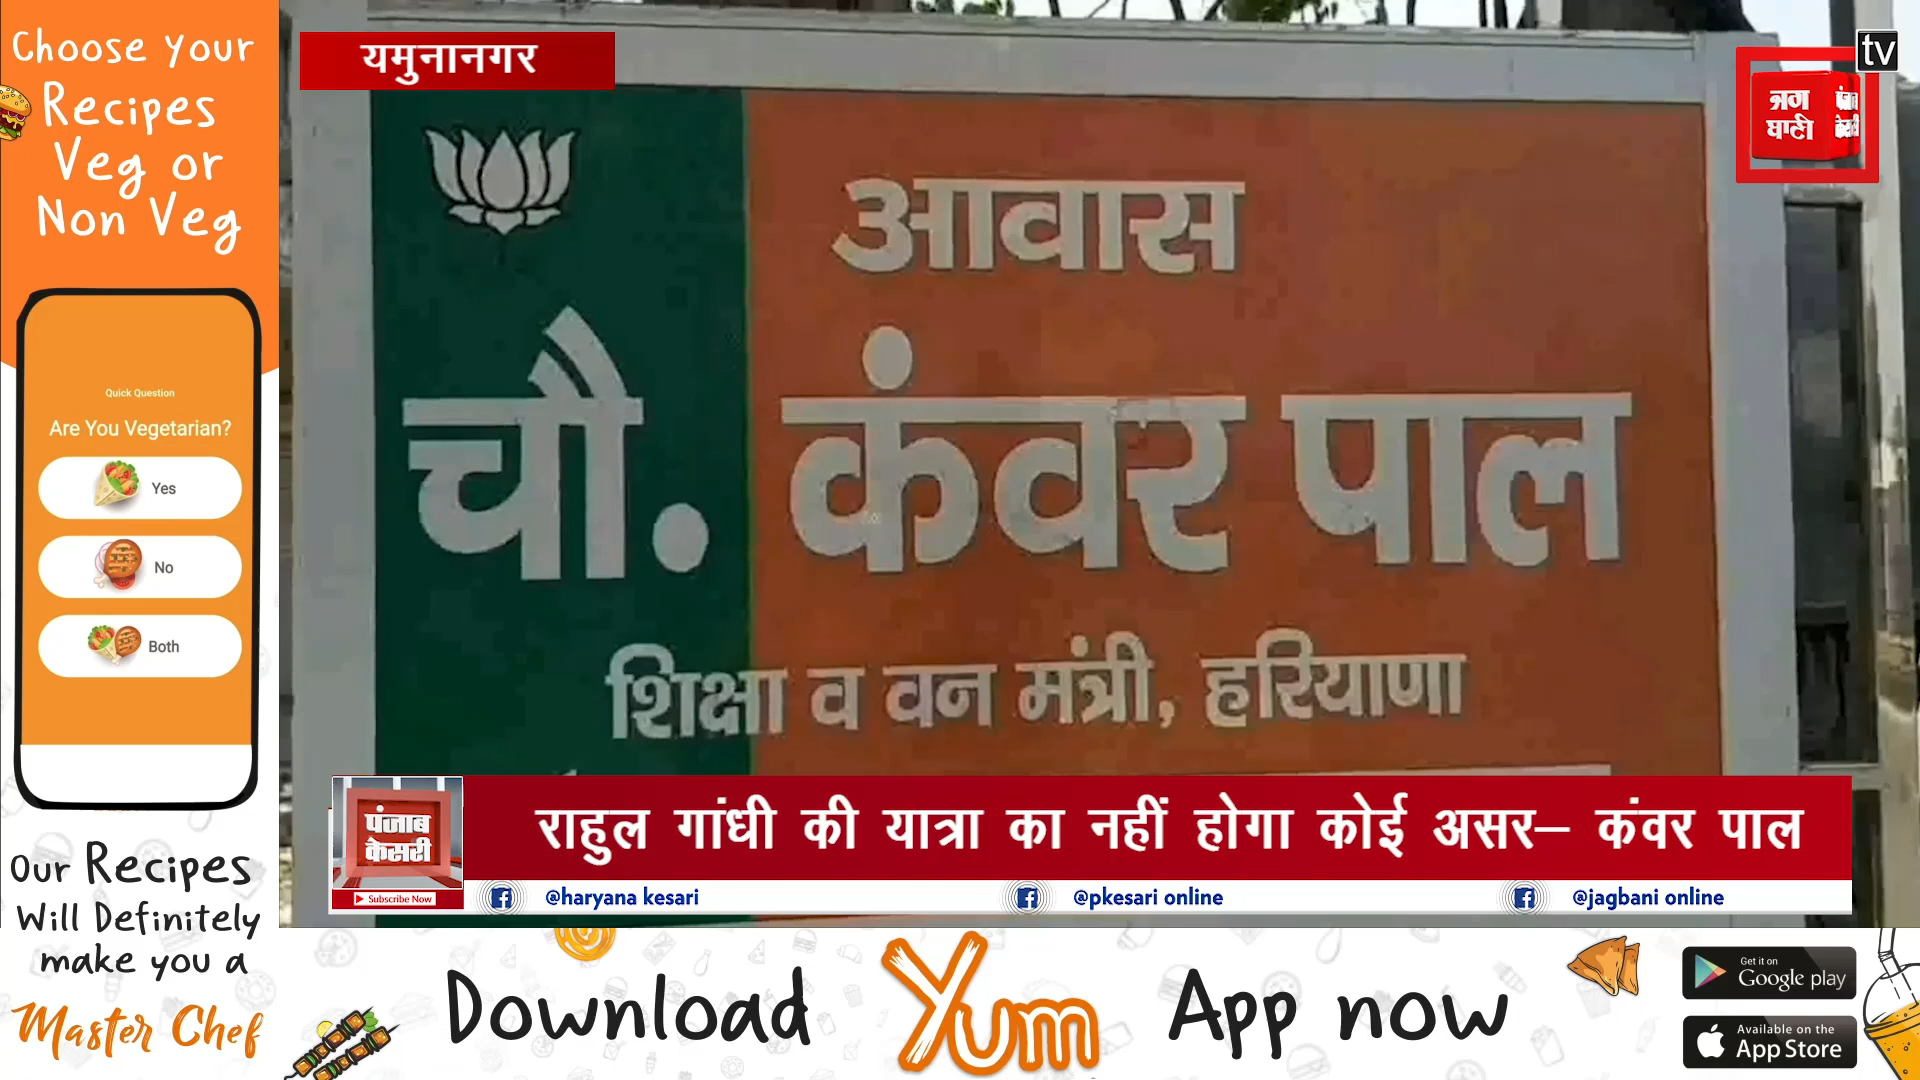 Choose Your
Recipes
Veg or
Non Veg
Quick Question
Are You Vegetarian?
Yes
No
Both
Our Recipes
Will Definitely
make you a
Master Chef
यमुनानगर
tv
जग
बाणी
पंजाब
केसरी
आवास
चौ. कंवर पाल
शिक्षा व वन मंत्री, हरियाणा
पंजाब
केसरी
Subscribe Now
राहुल गांधी की यात्रा का नहीं होगा कोई असर– कंवर पाल
@haryana kesari
@pkesari online
@jagbani online
Download Yum App now
Get it on
Google play
Available on the
App Store